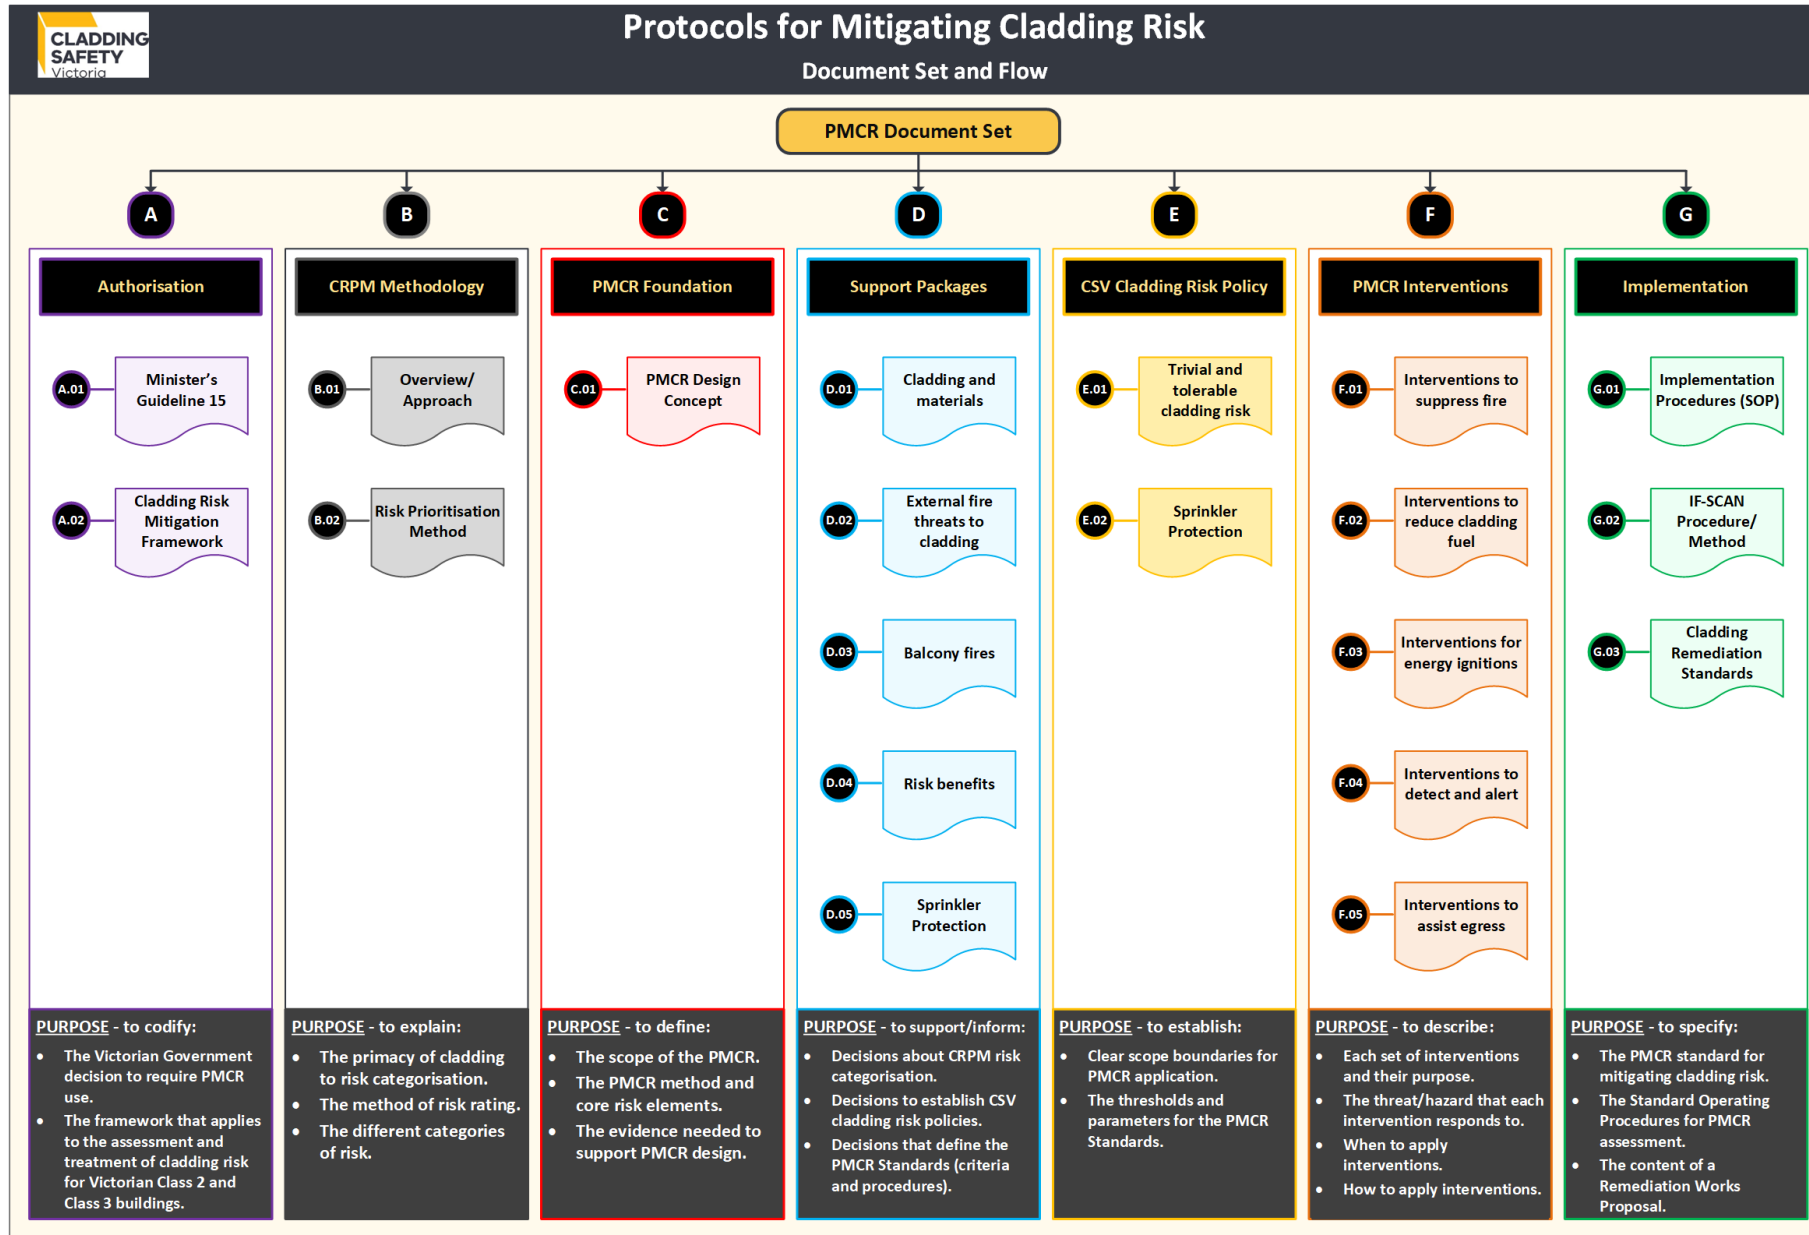 CLADDING
SAFETY
Victoria
Protocols for Mitigating Cladding Risk
Document Set and Flow
PMCR Document Set
A
B
C
D
E
F
G
Authorisation
CRPM Methodology
PMCR Foundation
Support Packages
CSV Cladding Risk Policy
PMCR Interventions
Implementation
A.01
Minister’s
Guideline 15
A.02
Cladding Risk
Mitigation
Framework
B.01
Overview/
Approach
B.02
Risk Prioritisation
Method
C.01
PMCR Design
Concept
D.01
Cladding and
materials
D.02
External fire
threats to
cladding
D.03
Balcony fires
D.04
Risk benefits
D.05
Sprinkler
Protection
E.01
Trivial and
tolerable
cladding risk
E.02
Sprinkler
Protection
F.01
Interventions to
suppress fire
F.02
Interventions to
reduce cladding
fuel
F.03
Interventions for
energy ignitions
F.04
Interventions to
detect and alert
F.05
Interventions to
assist egress
G.01
Implementation
Procedures (SOP)
G.02
IF-SCAN
Procedure/
Method
G.03
Cladding
Remediation
Standards
PURPOSE - to codify:
• The Victorian Government
decision to require PMCR
use.
• The framework that applies
to the assessment and
treatment of cladding risk
for Victorian Class 2 and
Class 3 buildings.
PURPOSE - to explain:
• The primacy of cladding
to risk categorisation.
• The method of risk rating.
• The different categories
of risk.
PURPOSE - to define:
• The scope of the PMCR.
• The PMCR method and
core risk elements.
• The evidence needed to
support PMCR design.
PURPOSE - to support/inform:
• Decisions about CRPM risk
categorisation.
• Decisions to establish CSV
cladding risk policies.
• Decisions that define the
PMCR Standards (criteria
and procedures).
PURPOSE - to establish:
• Clear scope boundaries for
PMCR application.
• The thresholds and
parameters for the PMCR
Standards.
PURPOSE - to describe:
• Each set of interventions
and their purpose.
• The threat/hazard that each
intervention responds to.
• When to apply
interventions.
• How to apply interventions.
PURPOSE - to specify:
• The PMCR standard for
mitigating cladding risk.
• The Standard Operating
Procedures for PMCR
assessment.
• The content of a
Remediation Works
Proposal.